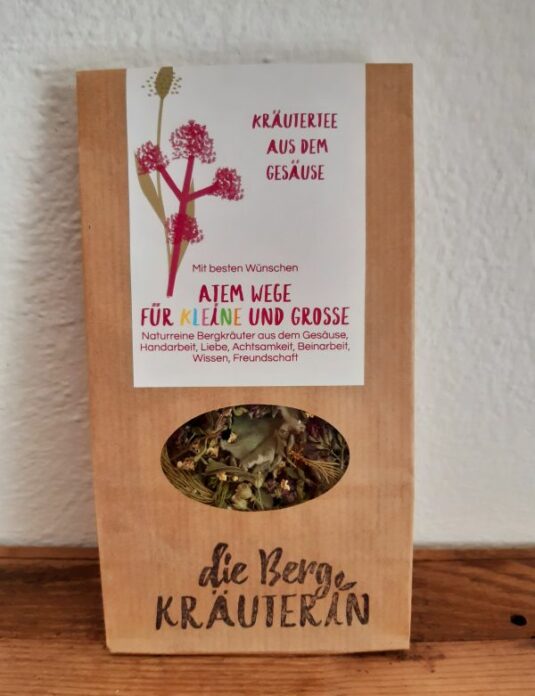 KRÄUTERTEE
AUS DEM
GESÄUSE
Mit besten Wünschen
ATEM WEGE
FÜR KLEINE UND GROSSE
Naturreine Bergkräuter aus dem Gesäuse,
Handarbeit, Liebe, Achtsamkeit, Beinarbeit,
Wissen, Freundschaft
die Berg
KRÄUTERIN